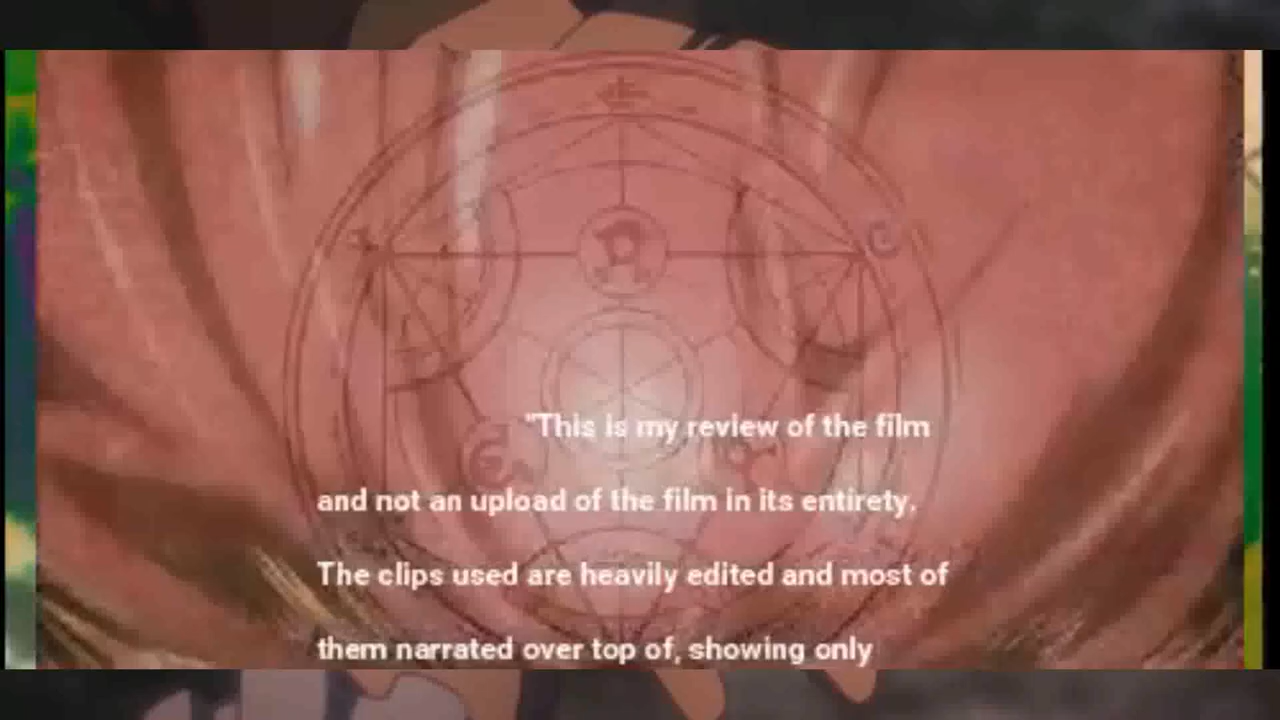 "This is my review of the film
and not an upload of the film in its entirety.
The clips used are heavily edited and most of
them narrated over top of, showing only